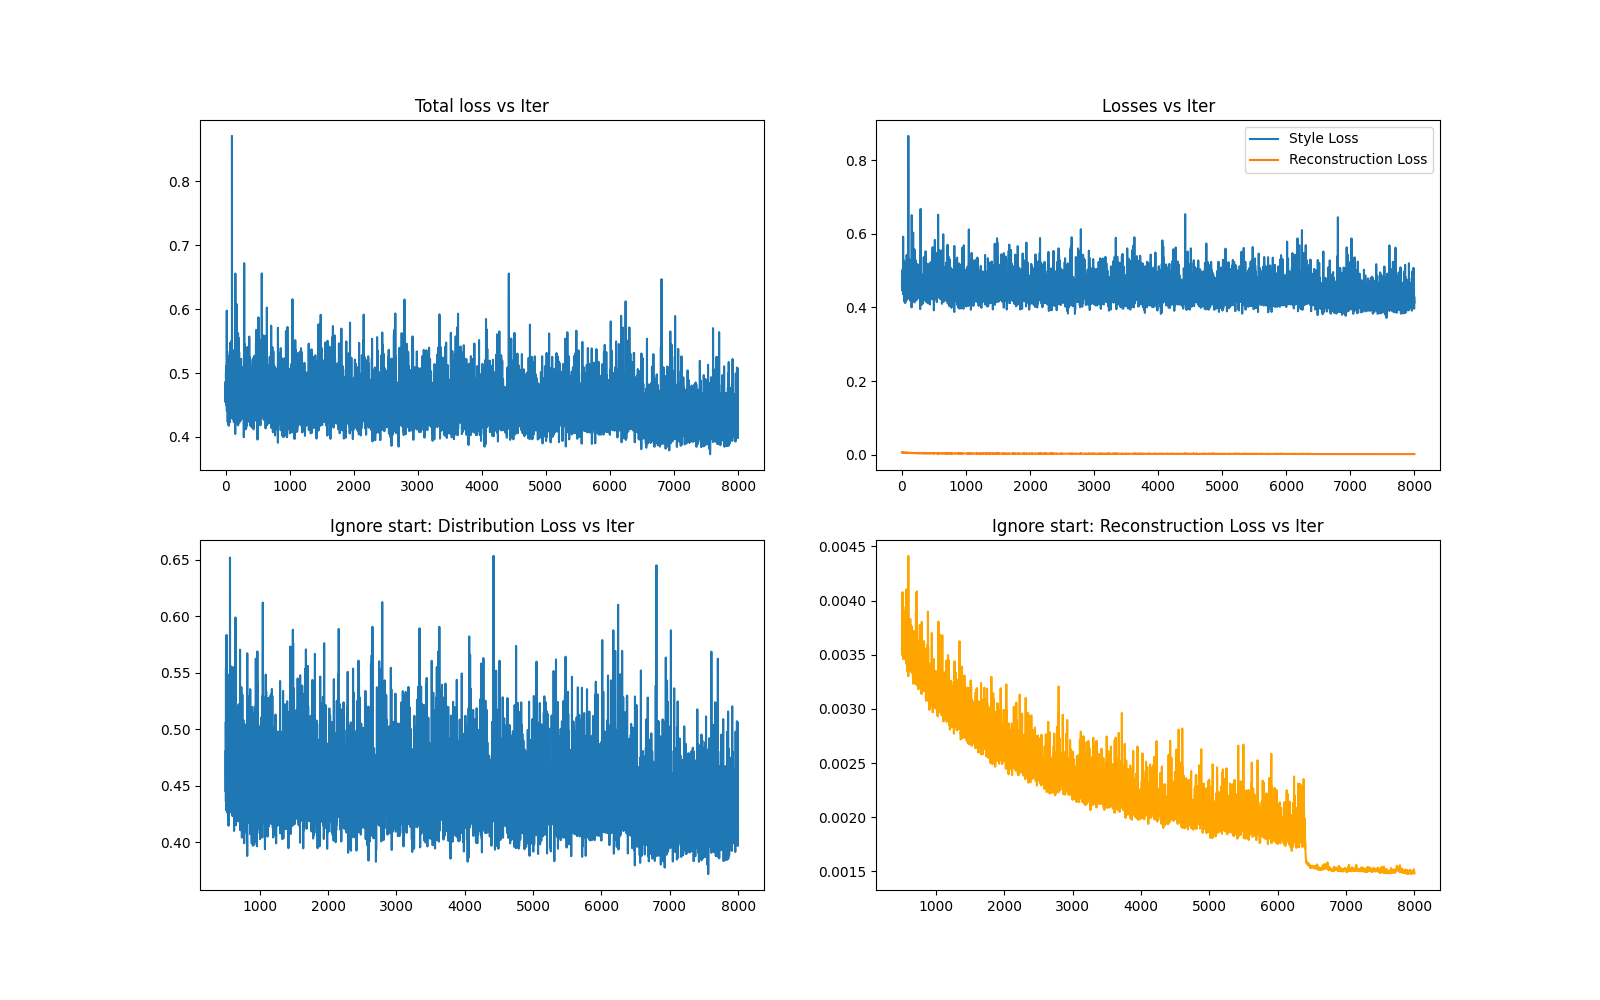 Total loss vs Iter
0.8
0.7
0.6
0.5
0.4
0 1000 2000 3000 4000 5000 6000 7000 8000
Losses vs Iter
Style Loss
Reconstruction Loss
0.8
0.6
0.4
0.2
0.0
0 1000 2000 3000 4000 5000 6000 7000 8000
Ignore start: Distribution Loss vs Iter
0.65
0.60
0.55
0.50
0.45
0.40
1000 2000 3000 4000 5000 6000 7000 8000
Ignore start: Reconstruction Loss vs Iter
0.0045
0.0040
0.0035
0.0030
0.0025
0.0020
0.0015
1000 2000 3000 4000 5000 6000 7000 8000